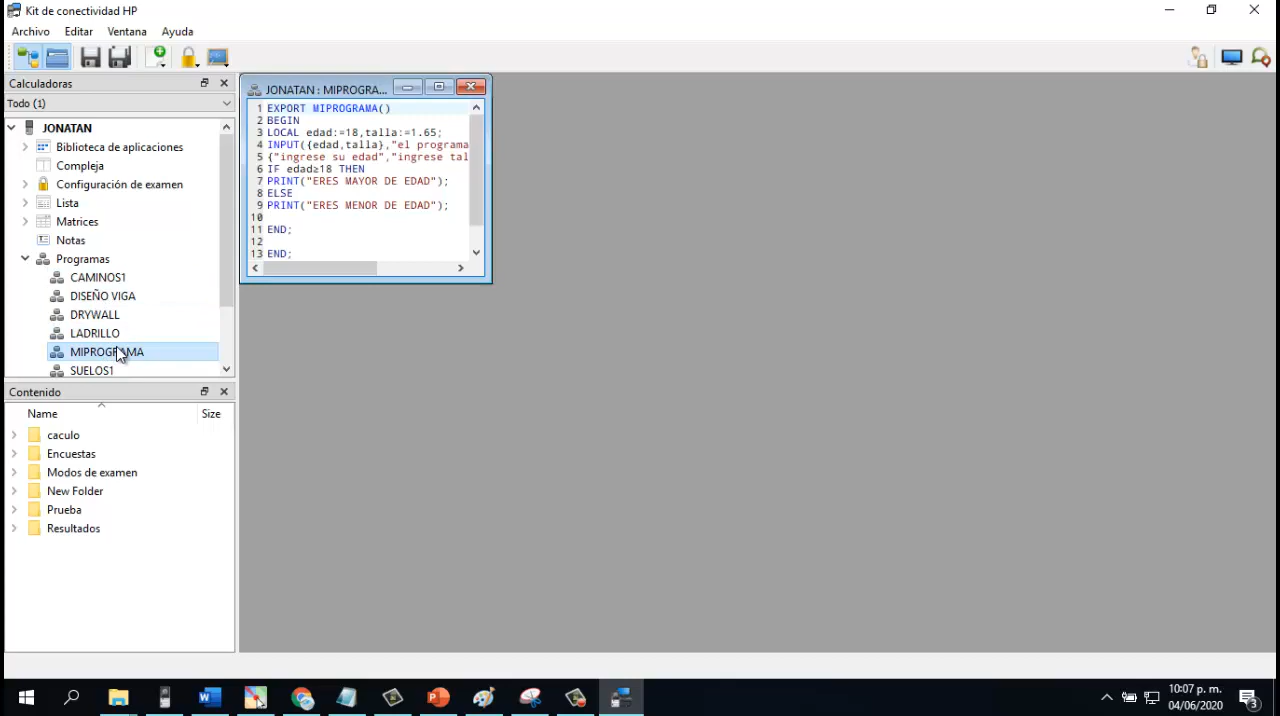 Kit de conectividad HP
Archivo Editar Ventana Ayuda
Calculadoras
Todo (1)
JONATAN
Biblioteca de aplicaciones
Compleja
Configuración de examen
Lista
Matrices
Notas
Programas
CAMINOS1
DISEÑO VIGA
DRYWALL
LADRILLO
MIPROGRAMA
SUELOS1
Contenido
Name Size
caculo
Encuestas
Modos de examen
New Folder
Prueba
Resultados
JONATAN : MIPROGRA...
1 EXPORT MIPROGRAMA()
2 BEGIN
3 LOCAL edad:=18,talla:=1.65;
4 INPUT({edad,talla},"el programa
5 {"ingrese su edad","ingrese tal
6 IF edad≥18 THEN
7 PRINT("ERES MAYOR DE EDAD");
8 ELSE
9 PRINT("ERES MENOR DE EDAD");
10
11 END;
12
13 END;
10:07 p. m.
04/06/2020
3